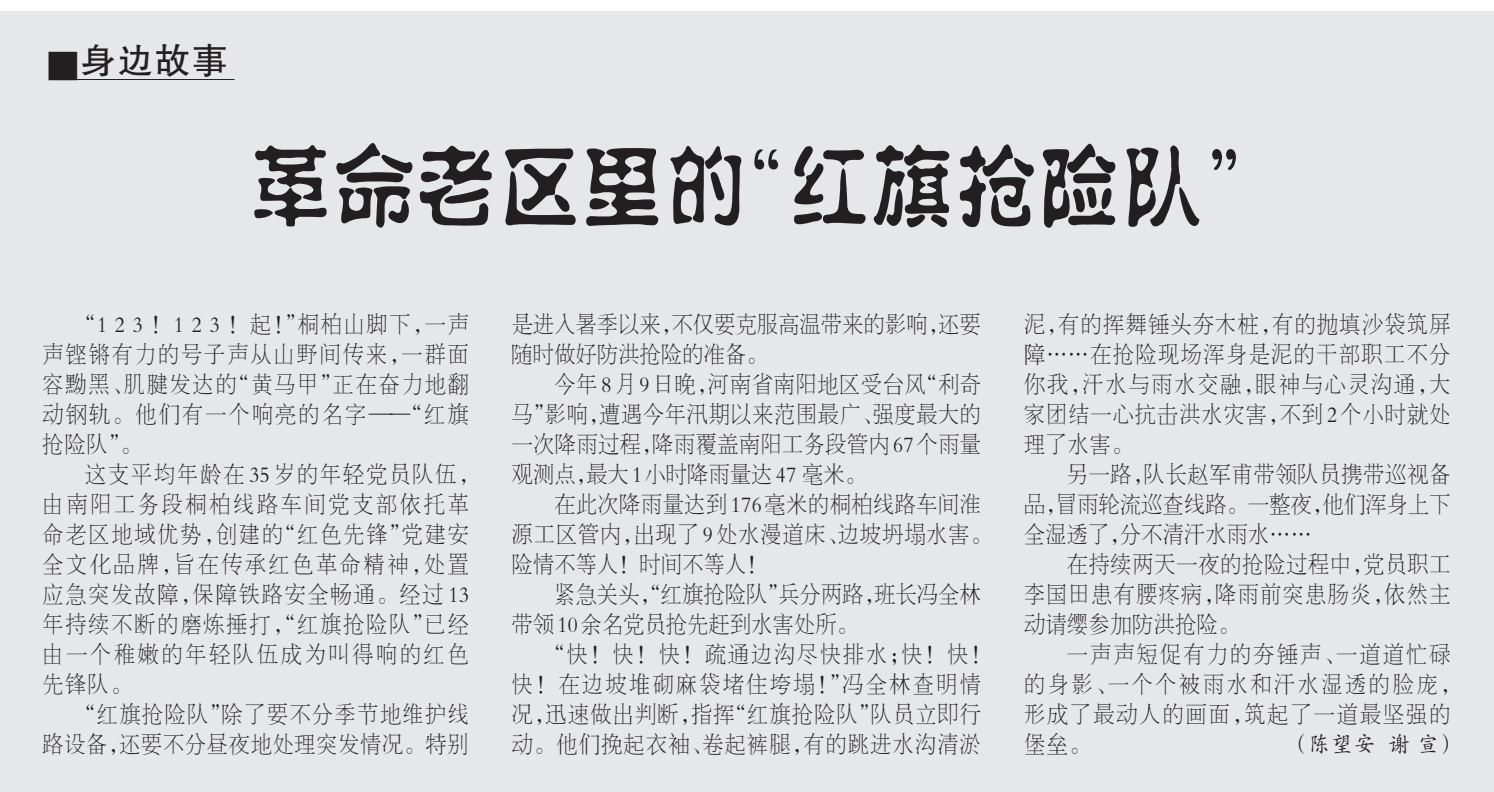 ■身边故事
革命老区里的“红旗抢险队”
“1 2 3！1 2 3！起！”桐柏山脚下，一声
声铿锵有力的号子声从山野间传来，一群面
容黝黑、肌腱发达的“黄马甲”正在奋力地翻
动钢轨。他们有一个响亮的名字——“红旗
抢险队”。
这支平均年龄在35岁的年轻党员队伍，
由南阳工务段桐柏线路车间党支部依托革
命老区地域优势，创建的“红色先锋”党建安
全文化品牌，旨在传承红色革命精神，处置
应急突发故障，保障铁路安全畅通。经过13
年持续不断的磨炼捶打，“红旗抢险队”已经
由一个稚嫩的年轻队伍成为叫得响的红色
先锋队。
“红旗抢险队”除了要不分季节地维护线
路设备，还要不分昼夜地处理突发情况。特别
是进入暑季以来，不仅要克服高温带来的影响，还要
随时做好防洪抢险的准备。
今年8月9日晚，河南省南阳地区受台风“利奇
马”影响，遭遇今年汛期以来范围最广、强度最大的
一次降雨过程，降雨覆盖南阳工务段管内67个雨量
观测点，最大1小时降雨量达47毫米。
在此次降雨量达到176毫米的桐柏线路车间淮
源工区管内，出现了9处水漫道床、边坡坍塌水害。
险情不等人！时间不等人！
紧急关头，“红旗抢险队”兵分两路，班长冯全林
带领10余名党员抢先赶到水害处所。
“快！快！快！疏通边沟尽快排水；快！快！
快！在边坡堆砌麻袋堵住垮塌！”冯全林查明情
况，迅速做出判断，指挥“红旗抢险队”队员立即行
动。他们挽起衣袖、卷起裤腿，有的跳进水沟清淤
泥，有的挥舞锤头夯木桩，有的抛填沙袋筑屏
障……在抢险现场浑身是泥的干部职工不分
你我，汗水与雨水交融，眼神与心灵沟通，大
家团结一心抗击洪水灾害，不到2个小时就处
理了水害。
另一路，队长赵军甫带领队员携带巡视备
品，冒雨轮流巡查线路。一整夜，他们浑身上下
全湿透了，分不清汗水雨水……
在持续两天一夜的抢险过程中，党员职工
李国田患有腰疼病，降雨前突患肠炎，依然主
动请缨参加防洪抢险。
一声声短促有力的夯锤声、一道道忙碌
的身影、一个个被雨水和汗水湿透的脸庞，
形成了最动人的画面，筑起了一道最坚强的
堡垒。 （陈望安 谢 宣）